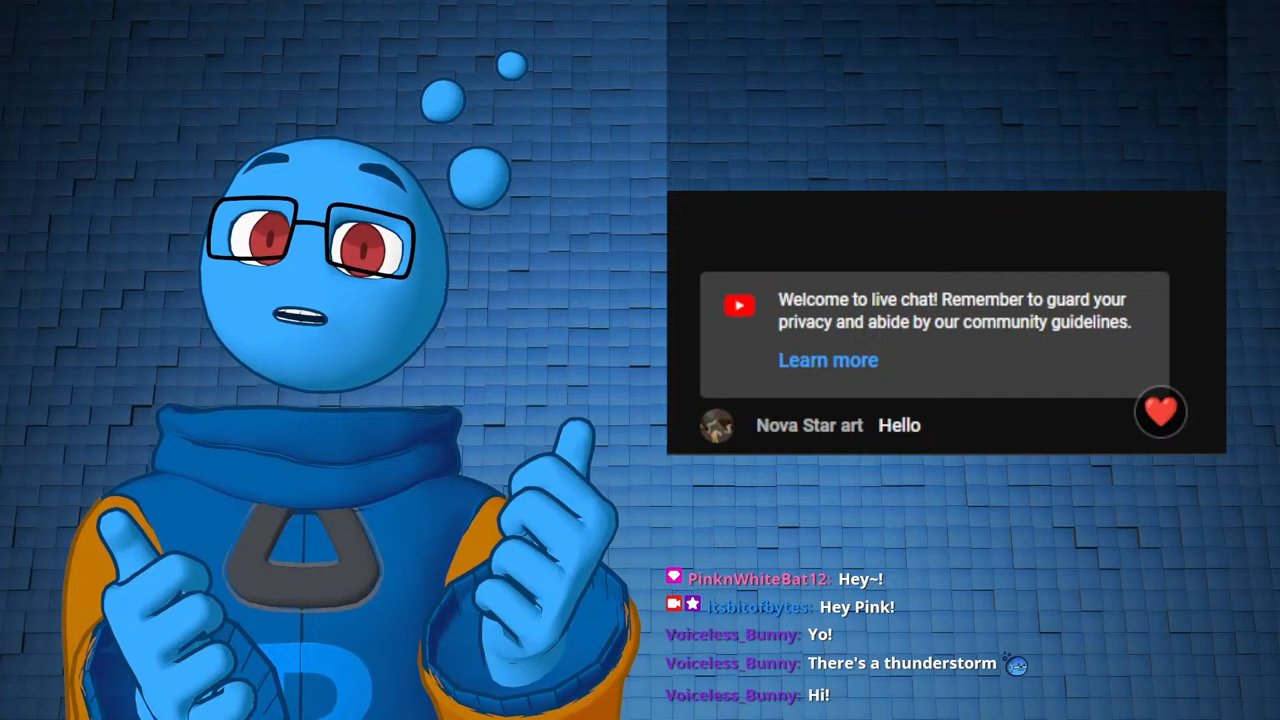 Welcome to live chat! Remember to guard your
privacy and abide by our community guidelines.
Learn more
Nova Star art Hello
PinknWhiteBat12: Hey~!
itsbitofbytes: Hey Pink!
Voiceless_Bunny: Yo!
Voiceless_Bunny: There's a thunderstorm
Voiceless_Bunny: Hi!